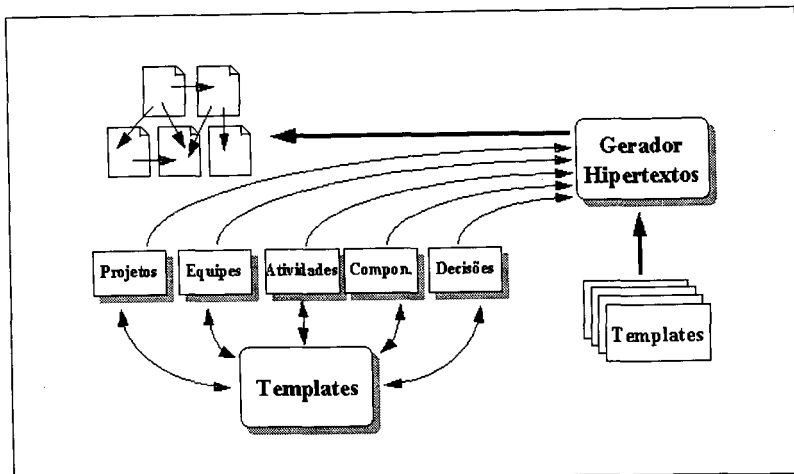 Gerador
Hipertextos
Projetos
Equipes
Atividades
Compon.
Decisões
Templates
Templates